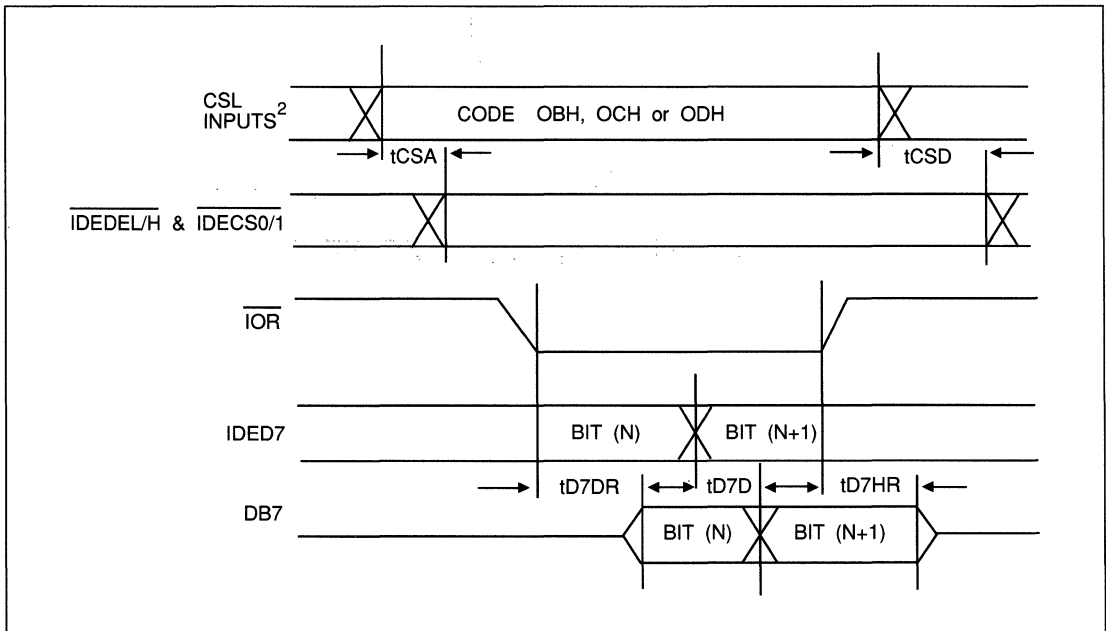 CSL
INPUTS2
CODE OBH, OCH or ODH
tCSA
tCSD
IDEDEL/H & IDECS0/1
IOR
IDED7
BIT (N)
BIT (N+1)
tD7DR
tD7D
tD7HR
DB7
BIT (N)
BIT (N+1)